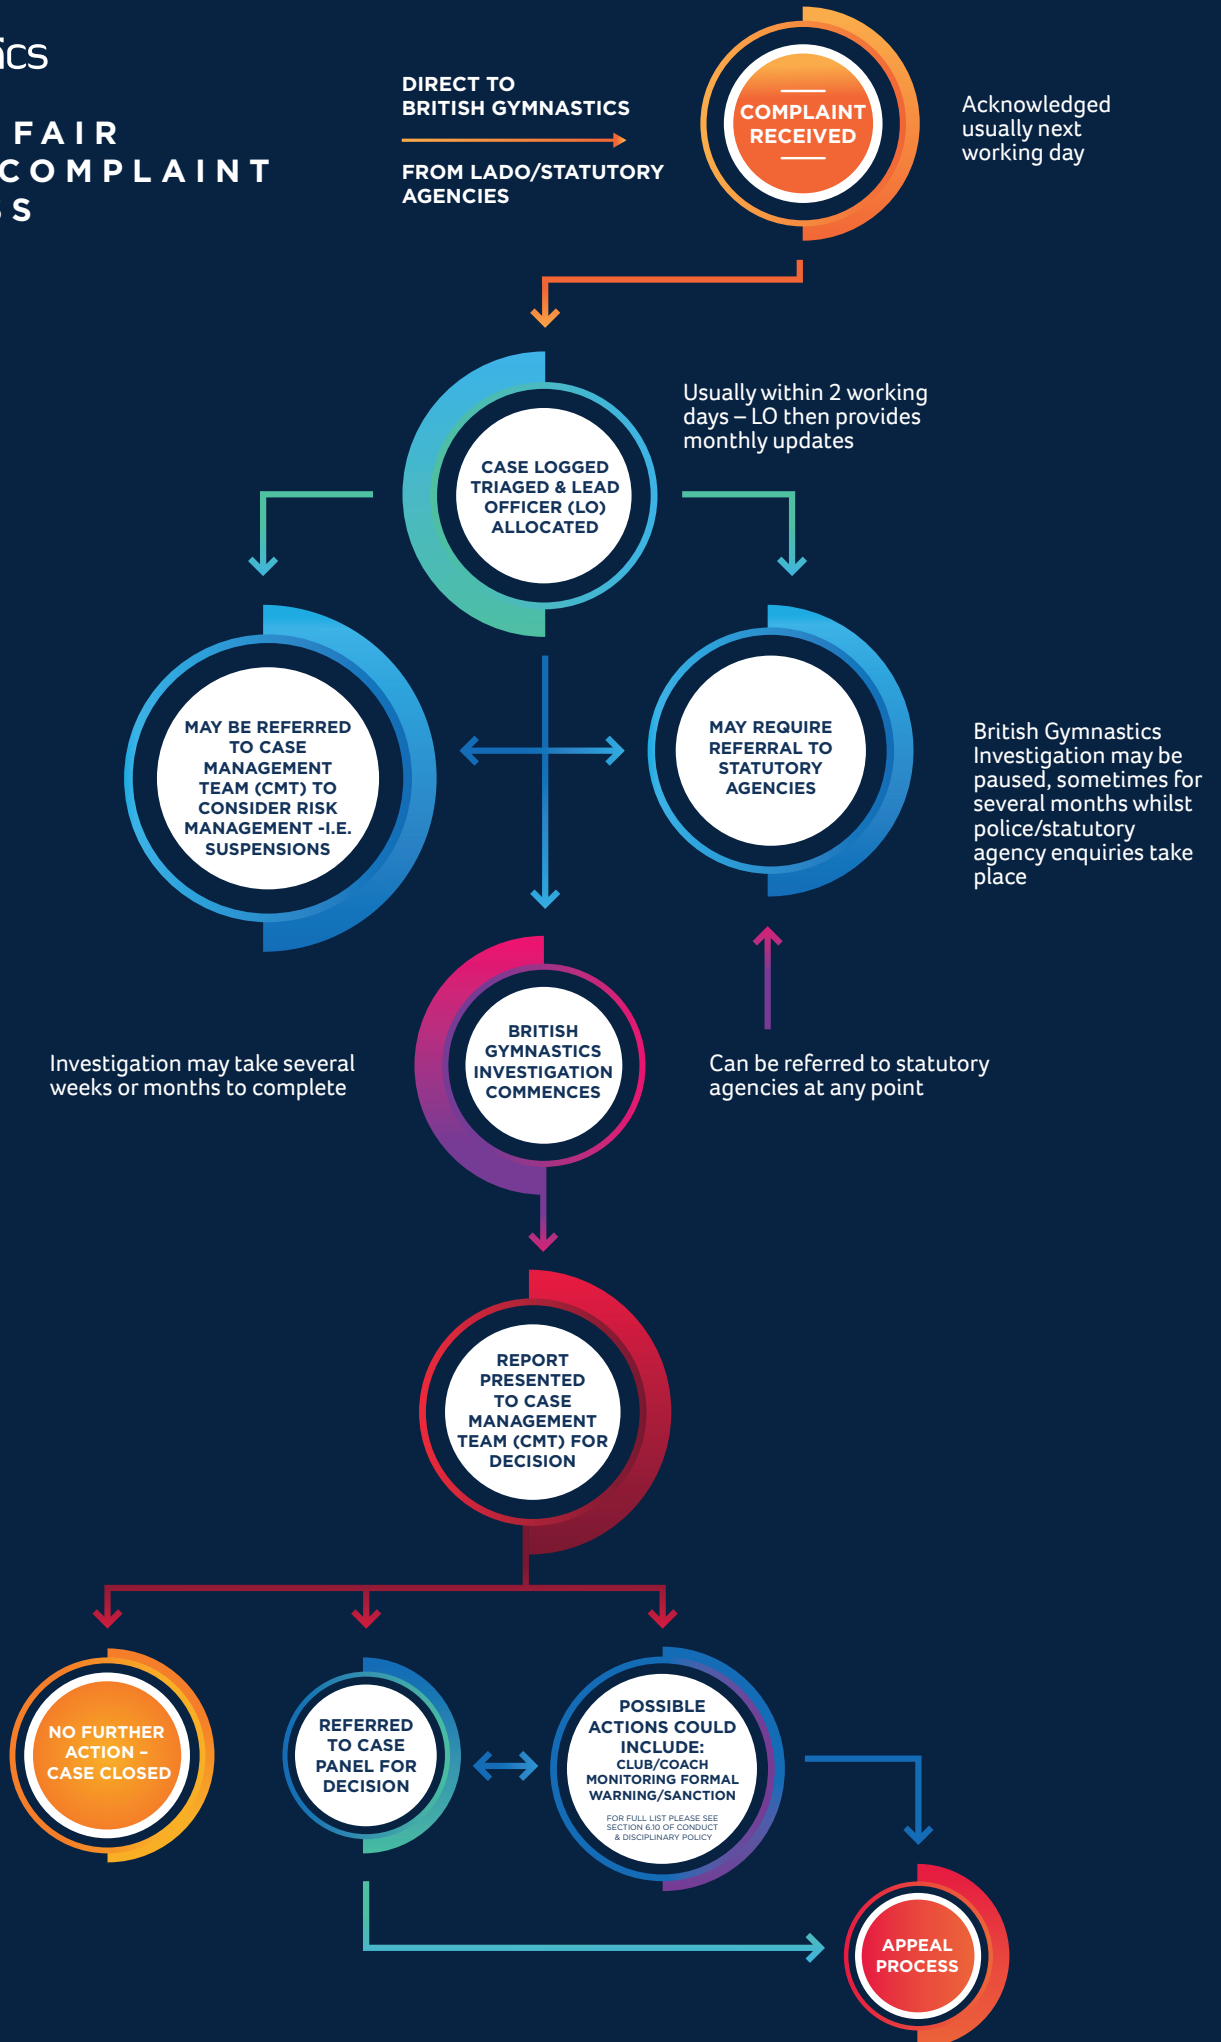 FAIR
COMPLAINT
DIRECT TO
BRITISH GYMNASTICS
FROM LADO/STATUTORY
AGENCIES
COMPLAINT
RECEIVED
Acknowledged
usually next
working day
Usually within 2 working
days – LO then provides
monthly updates
CASE LOGGED
TRIAGED & LEAD
OFFICER (LO)
ALLOCATED
MAY BE REFERRED
TO CASE
MANAGEMENT
TEAM (CMT) TO
CONSIDER RISK
MANAGEMENT -I.E.
SUSPENSIONS
MAY REQUIRE
REFERRAL TO
STATUTORY
AGENCIES
British Gymnastics
Investigation may be
paused, sometimes for
several months whilst
police/statutory
agency enquiries take
place
Investigation may take several
weeks or months to complete
BRITISH
GYMNASTICS
INVESTIGATION
COMMENCES
Can be referred to statutory
agencies at any point
REPORT
PRESENTED
TO CASE
MANAGEMENT
TEAM (CMT) FOR
DECISION
NO FURTHER
ACTION –
CASE CLOSED
REFERRED
TO CASE
PANEL FOR
DECISION
POSSIBLE
ACTIONS COULD
INCLUDE:
CLUB/COACH
MONITORING FORMAL
WARNING/SANCTION
FOR FULL LIST PLEASE SEE
SECTION 6.10 OF CONDUCT
& DISCIPLINARY POLICY
APPEAL
PROCESS